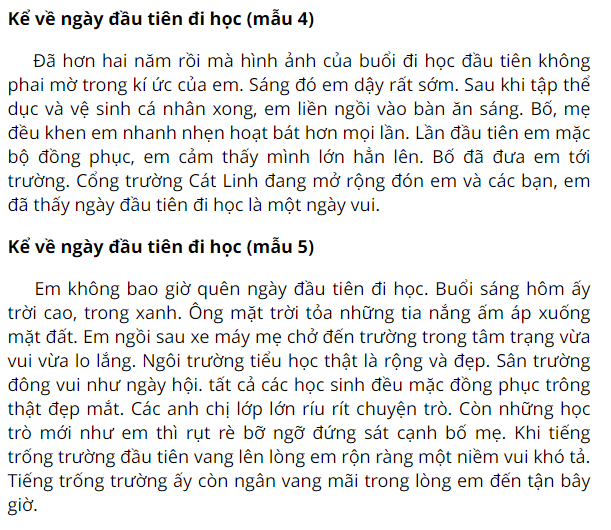 Kể về ngày đầu tiên đi học (mẫu 4)
Đã hơn hai năm rồi mà hình ảnh của buổi đi học đầu tiên không
phai mờ trong kí ức của em. Sáng đó em dậy rất sớm. Sau khi tập thể
dục và vệ sinh cá nhân xong, em liền ngồi vào bàn ăn sáng. Bố, mẹ
đều khen em nhanh nhẹn hoạt bát hơn mọi lần. Lần đầu tiên em mặc
bộ đồng phục, em cảm thấy mình lớn hẳn lên. Bố đã đưa em tới
trường. Cổng trường Cát Linh đang mở rộng đón em và các bạn, em
đã thấy ngày đầu tiên đi học là một ngày vui.
Kể về ngày đầu tiên đi học (mẫu 5)
Em không bao giờ quên ngày đầu tiên đi học. Buổi sáng hôm ấy
trời cao, trong xanh. Ông mặt trời tỏa những tia nắng ấm áp xuống
mặt đất. Em ngồi sau xe máy mẹ chở đến trường trong tâm trạng vừa
vui vừa lo lắng. Ngôi trường tiểu học thật là rộng và đẹp. Sân trường
đông vui như ngày hội. tất cả các học sinh đều mặc đồng phục trông
thật đẹp mắt. Các anh chị lớp lớn ríu rít chuyện trò. Còn những học
trò mới như em thì rụt rè bỡ ngỡ đứng sát cạnh bố mẹ. Khi tiếng
trống trường đầu tiên vang lên lòng em rộn ràng một niềm vui khó tả.
Tiếng trống trường ấy còn ngân vang mãi trong lòng em đến tận bây
giờ.